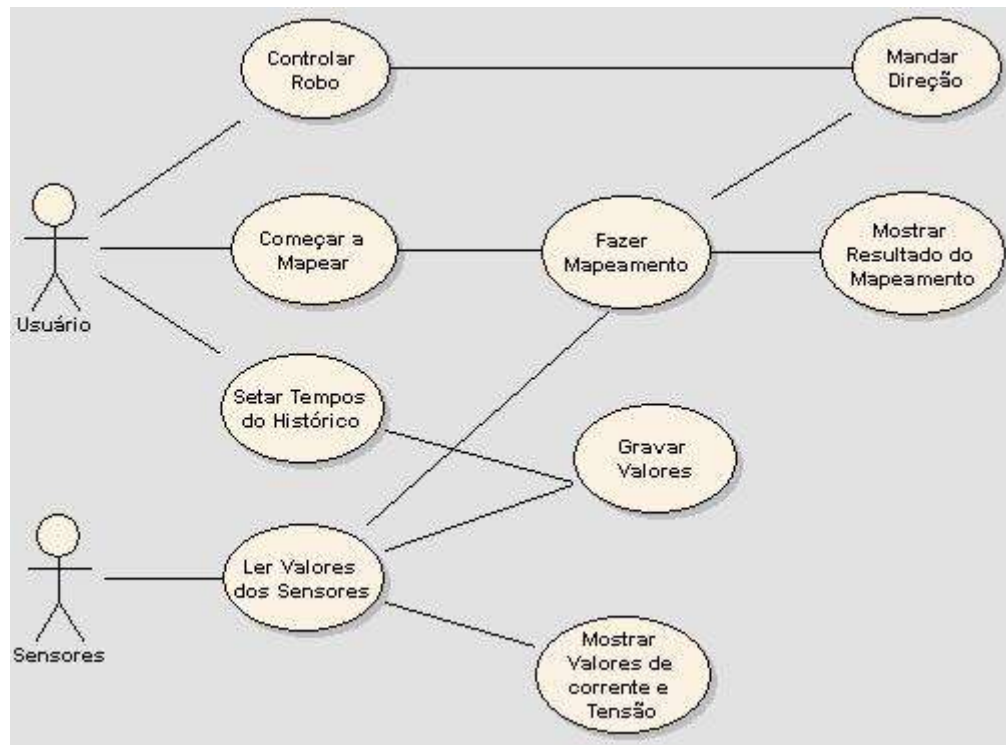 Controlar
Robo
Mandar
Direção
Começar a
Mapear
Fazer
Mapeamento
Mostrar
Resultado do
Mapeamento
Usuário
Setar Tempos
do Histórico
Gravar
Valores
Ler Valores
dos Sensores
Sensores
Mostrar
Valores de
corrente e
Tensão